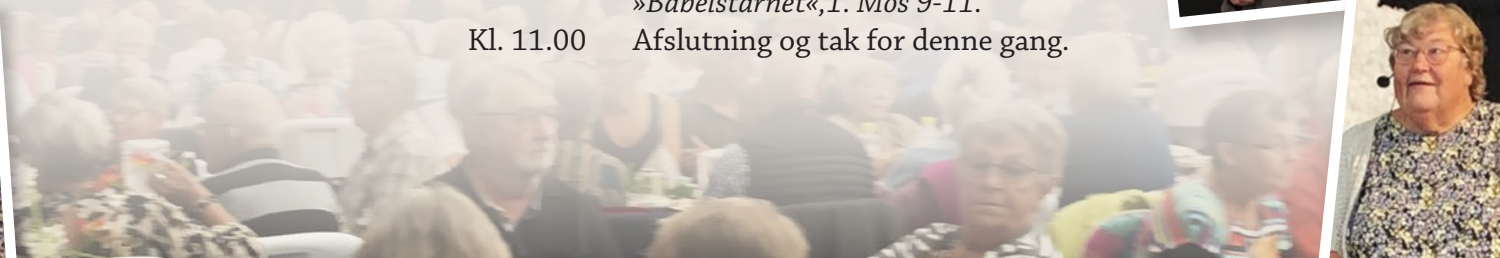 »Babelstårnet«,1. Mos 9-11.
Kl. 11.00 Afslutning og tak for denne gang.